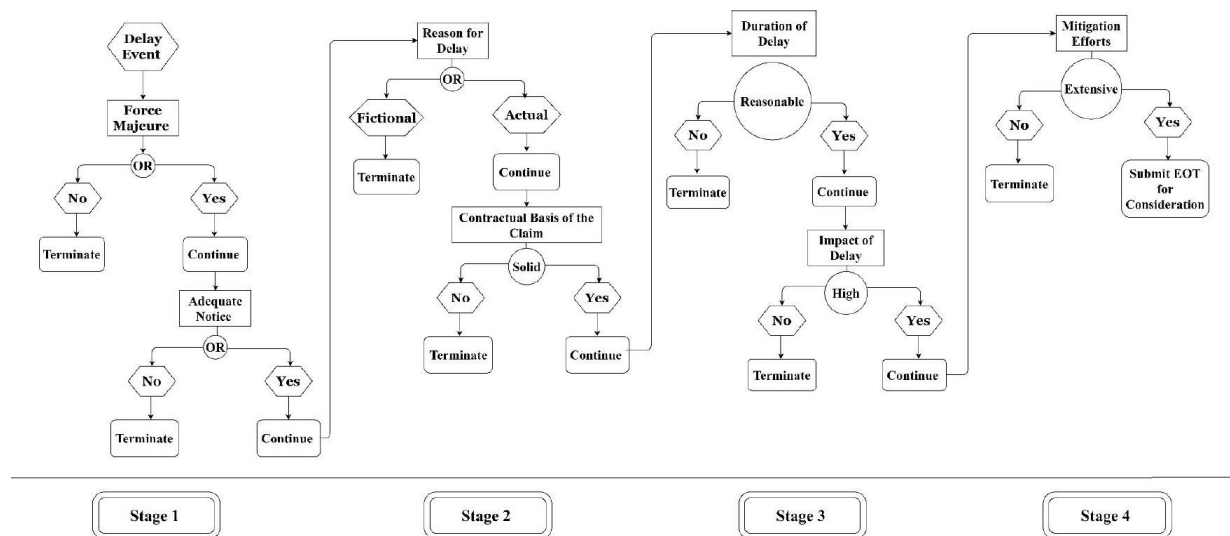 Delay
Event
Force
Majeure
OR
No
Yes
Terminate
Continue
Adequate
Notice
OR
No
Yes
Terminate
Continue
Reason for
Delay
OR
Fictional
Actual
Terminate
Continue
Contractual Basis of the
Claim
Solid
No
Yes
Terminate
Continue
Duration of
Delay
Reasonable
No
Yes
Terminate
Continue
Impact of
Delay
High
No
Yes
Terminate
Continue
Mitigation
Efforts
Extensive
No
Yes
Terminate
Submit EOT
for
Consideration
Stage 1
Stage 2
Stage 3
Stage 4